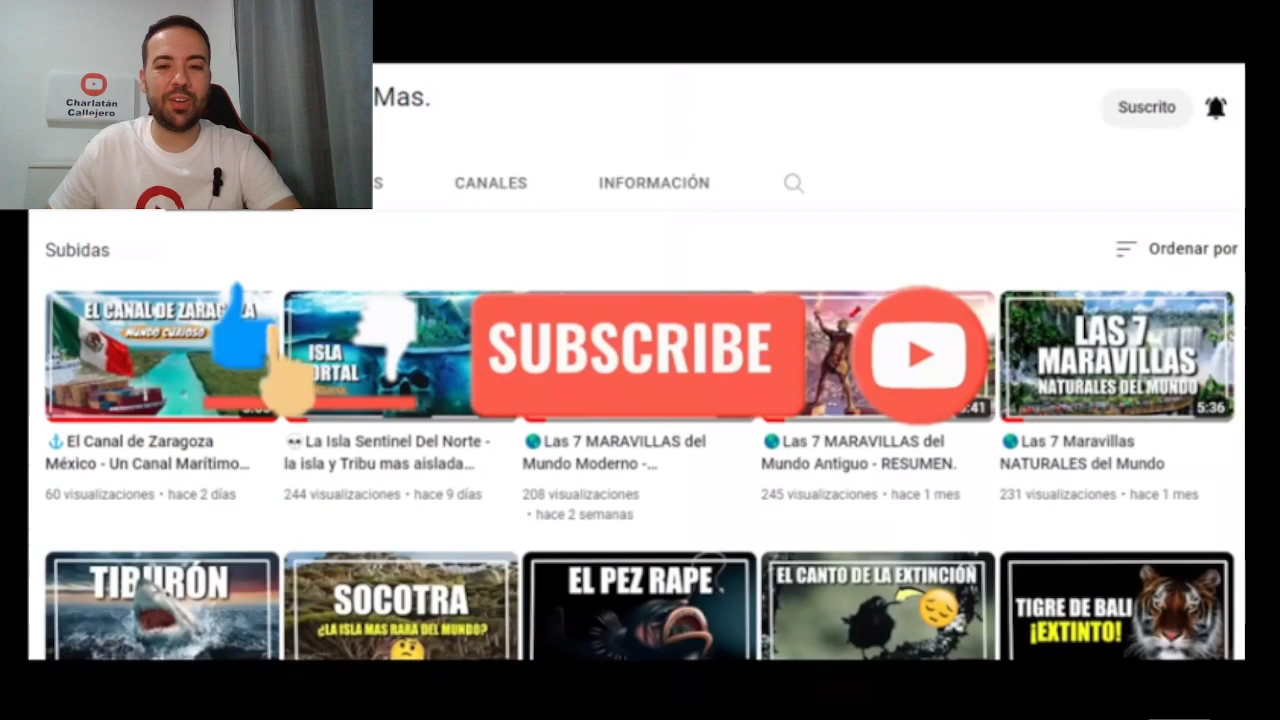 Charlatán
Callejero
Mas.
Suscrito
S
CANALES
INFORMACIÓN
Subidas
Ordenar por
EL CANAL DE ZARAGOZA
MUNDO CURIOSO
ISLA
SUBSCRIBE
:41
LAS 7
MARAVILLAS
NATURALES DEL MUNDO
5:36
El Canal de Zaragoza
México - Un Canal Marítimo...
60 visualizaciones • hace 2 días
La Isla Sentinel Del Norte -
la isla y Tribu mas aislada...
244 visualizaciones • hace 9 días
Las 7 MARAVILLAS del
Mundo Moderno -...
208 visualizaciones
• hace 2 semanas
Las 7 MARAVILLAS del
Mundo Antiguo - RESUMEN.
245 visualizaciones • hace 1 mes
Las 7 Maravillas
NATURALES del Mundo
231 visualizaciones • hace 1 mes
TIBURÓN
SOCOTRA
¿LA ISLA MAS RARA DEL MUNDO?
EL PEZ RAPE
EL CANTO DE LA EXTINCIÓN
TIGRE DE BALI
¡EXTINTO!